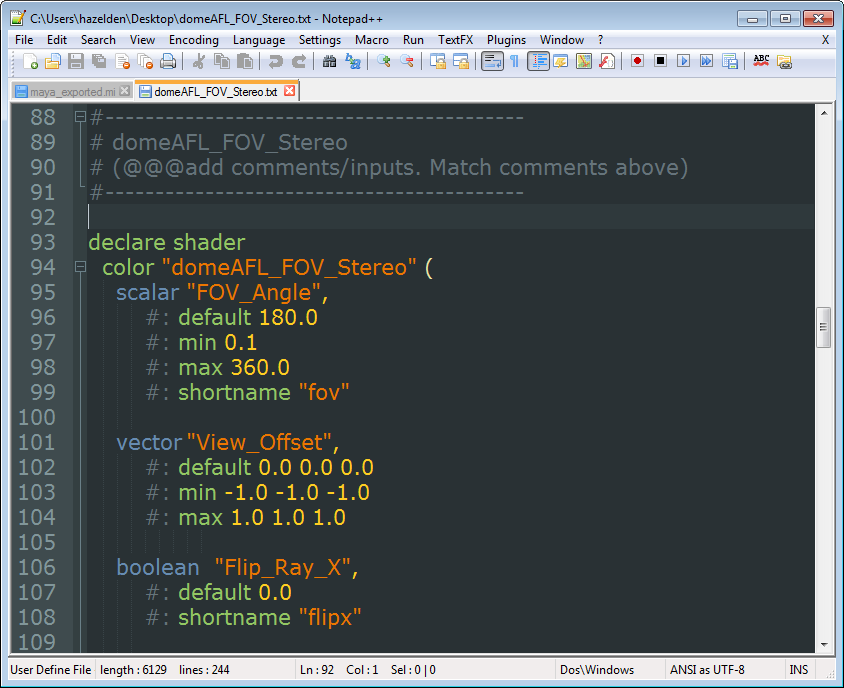 C:\Users\hazelden\Desktop\domeAFL_FOV_Stereo.txt - Notepad++
File Edit Search View Encoding Language Settings Macro Run TextFX Plugins Window ? X
ABC
maya_exported.mi domeAFL_FOV_Stereo.txt
88 #------------------------------------------
89 # domeAFL_FOV_Stereo
90 # (@@@add comments/inputs. Match comments above)
91 #------------------------------------------
92
93 declare shader
94 color "domeAFL_FOV_Stereo" (
95 scalar "FOV_Angle",
96 #: default 180.0
97 #: min 0.1
98 #: max 360.0
99 #: shortname "fov"
100
101 vector "View_Offset",
102 #: default 0.0 0.0 0.0
103 #: min -1.0 -1.0 -1.0
104 #: max 1.0 1.0 1.0
105
106 boolean "Flip_Ray_X",
107 #: default 0.0
108 #: shortname "flipx"
109
User Define File length : 6129 lines : 244 Ln : 92 Col : 1 Sel : 0 | 0 Dos\Windows ANSI as UTF-8 INS